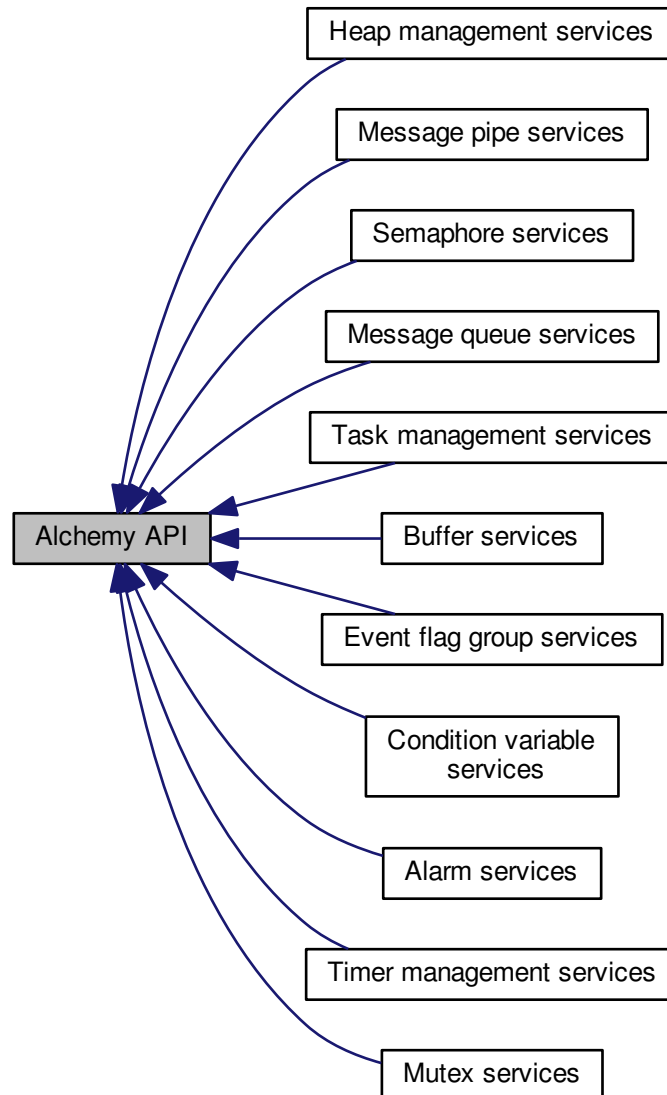 Heap management services
Message pipe services
Semaphore services
Message queue services
Task management services
Alchemy API
Buffer services
Event flag group services
Condition variable
services
Alarm services
Timer management services
Mutex services